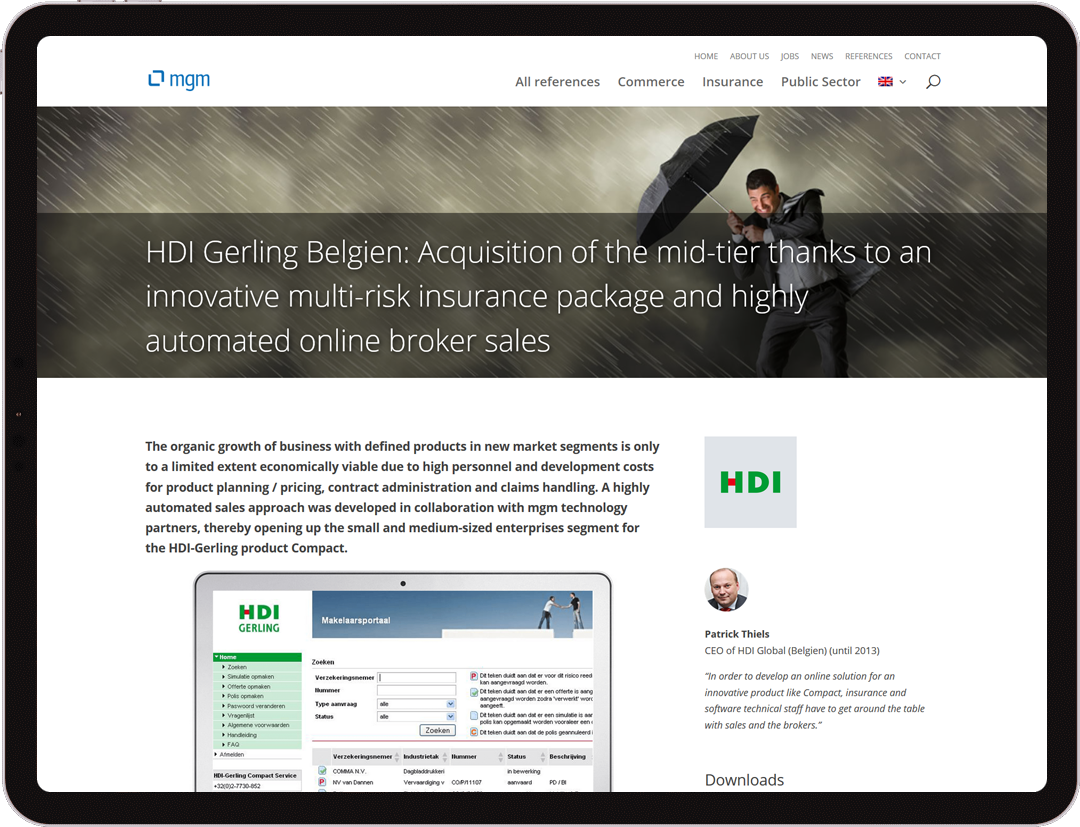 HOME ABOUT US JOBS NEWS REFERENCES CONTACT
mgm
All references Commerce Insurance Public Sector
HDI Gerling Belgien: Acquisition of the mid-tier thanks to an
innovative multi-risk insurance package and highly
automated online broker sales
The organic growth of business with defined products in new market segments is only
to a limited extent economically viable due to high personnel and development costs
for product planning / pricing, contract administration and claims handling. A highly
automated sales approach was developed in collaboration with mgm technology
partners, thereby opening up the small and medium-sized enterprises segment for
the HDI-Gerling product Compact.
HDI
GERLING
Makelaarsportaal
Home
Zoeken
Simulatie opmaken
Offerte opmaken
Polis opmaken
Paswoord veranderen
Vragenlijst
Algemene voorwaarden
Handleiding
FAQ
Afmelden
HDI-Gerling Compact Service
+32(0)2-7730-852
Zoeken
Verzekeringsnemer
Nummer
Type aanvraag alle
Status alle
Zoeken
P Dit teken duidt aan dat er voor dit risico reed
kan aangevraagd worden.
Dit teken duidt aan dat er een offerte is aang
aangevraagd worden zodra 'verwerkt' word
aangeeft.
Dit teken duidt aan dat er een simulatie is aan
polis kan opgemaakt worden vooraleer een o
C Dit teken duidt aan dat de polis geannuleerd i
Verzekeringsnemer Industrietak Nummer Status Beschrijving
COMMA N.V. Dagbladdrukkeri in bewerking
P NV van Dannen Vervaardiging v CO/P/11107 aanvaard PD / BI
HDI
Patrick Thiels
CEO of HDI Global (Belgien) (until 2013)
“In order to develop an online solution for an
innovative product like Compact, insurance and
software technical staff have to get around the table
with sales and the brokers.”
Downloads